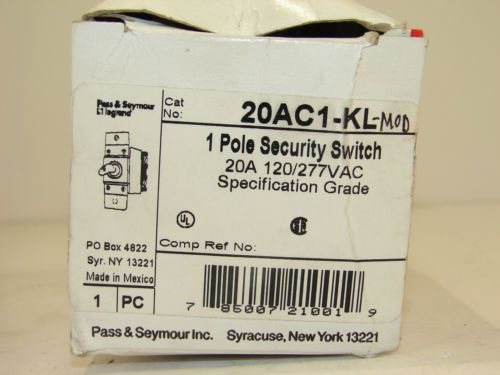 Pass & Seymour
Legrand
Cat No:
20AC1-KL-MOD
1 Pole Security Switch
20A 120/277VAC
Specification Grade
UL
PO Box 4822
Syr. NY 13221
Made in Mexico
Comp Ref No:
1 PC
7 85007 21001 9
Pass & Seymour Inc. Syracuse, New York 13221